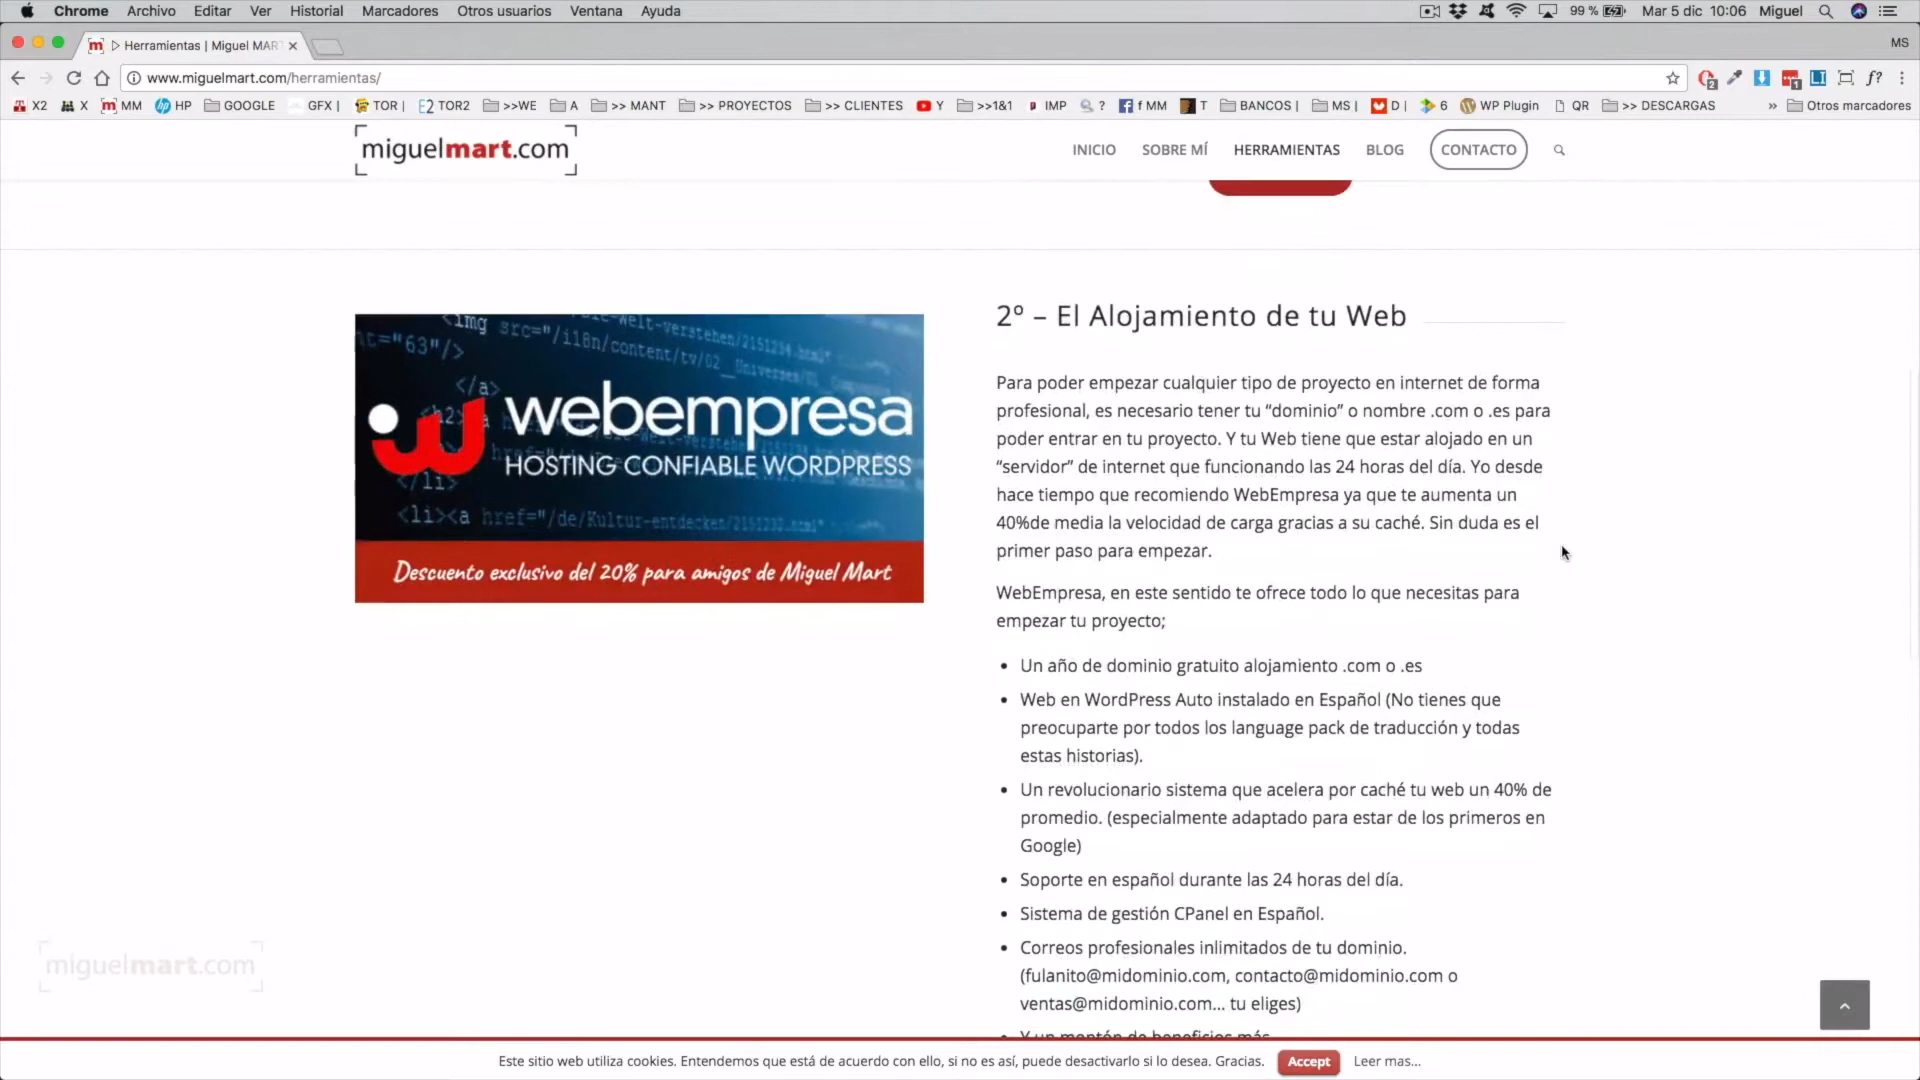 Chrome Archivo Editar Ver Historial Marcadores Otros usuarios Ventana Ayuda 99 % Mar 5 dic 10:06 Miguel
Herramientas | Miguel MAR MS
www.miguelmart.com/herramientas/
X2 X MM HP GOOGLE GFX | TOR | TOR2 >>WE A >> MANT >> PROYECTOS >> CLIENTES Y >>1&1 IMP ? f MM T BANCOS | MS | D | 6 WP Plugin QR >> DESCARGAS » Otros marcadores
miguelmart.com INICIO SOBRE MÍ HERRAMIENTAS BLOG CONTACTO
2º – El Alojamiento de tu Web
webempresa
HOSTING CONFIABLE WORDPRESS
Descuento exclusivo del 20% para amigos de Miguel Mart
Para poder empezar cualquier tipo de proyecto en internet de forma
profesional, es necesario tener tu “dominio” o nombre .com o .es para
poder entrar en tu proyecto. Y tu Web tiene que estar alojado en un
“servidor” de internet que funcionando las 24 horas del día. Yo desde
hace tiempo que recomiendo WebEmpresa ya que te aumenta un
40%de media la velocidad de carga gracias a su caché. Sin duda es el
primer paso para empezar.
WebEmpresa, en este sentido te ofrece todo lo que necesitas para
empezar tu proyecto;
• Un año de dominio gratuito alojamiento .com o .es
• Web en WordPress Auto instalado en Español (No tienes que
preocuparte por todos los language pack de traducción y todas
estas historias).
• Un revolucionario sistema que acelera por caché tu web un 40% de
promedio. (especialmente adaptado para estar de los primeros en
Google)
• Soporte en español durante las 24 horas del día.
• Sistema de gestión CPanel en Español.
• Correos profesionales inlimitados de tu dominio.
(fulanito@midominio.com, contacto@midominio.com o
ventas@midominio.com... tu eliges)
• Y un montón de beneficios más
miguelmart.com
Este sitio web utiliza cookies. Entendemos que está de acuerdo con ello, si no es así, puede desactivarlo si lo desea. Gracias. Accept Leer mas...